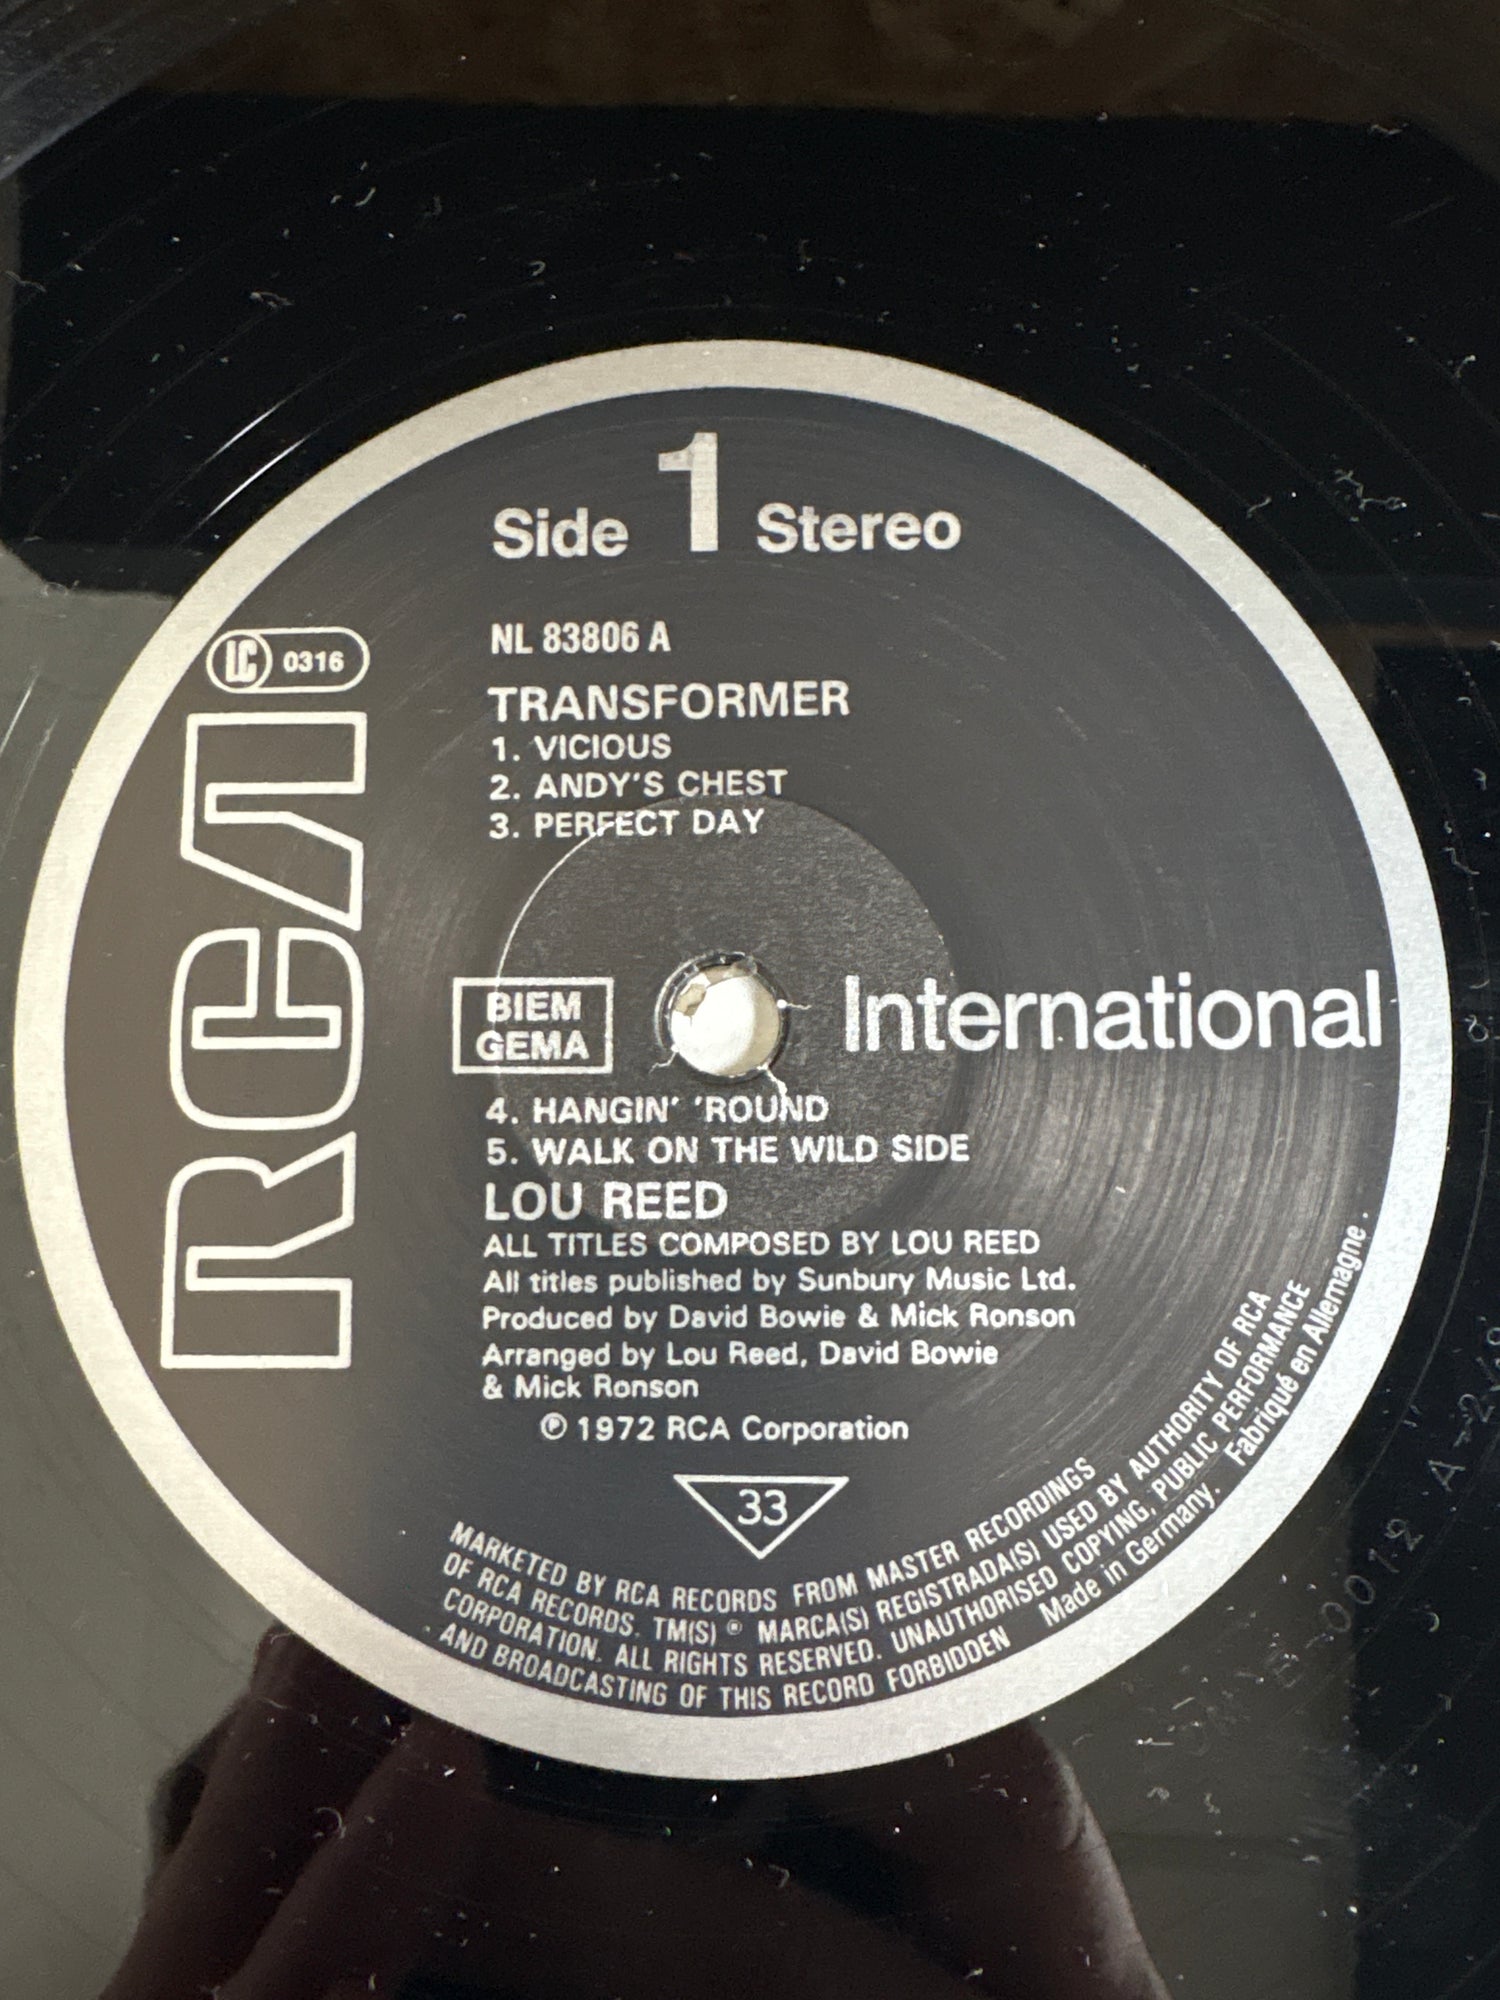 Side 1 Stereo
NL 83806 A
LC 0316
RCA
TRANSFORMER
1. VICIOUS
2. ANDY'S CHEST
3. PERFECT DAY
BIEM
GEMA
International
4. HANGIN' 'ROUND
5. WALK ON THE WILD SIDE
LOU REED
ALL TITLES COMPOSED BY LOU REED
All titles published by Sunbury Music Ltd.
Produced by David Bowie & Mick Ronson
Arranged by Lou Reed, David Bowie
& Mick Ronson
℗ 1972 RCA Corporation
33
MARKETED BY RCA RECORDS FROM MASTER RECORDINGS
OF RCA RECORDS. TM(S) ® MARCA(S) REGISTRADA(S) USED BY AUTHORITY OF RCA
CORPORATION. ALL RIGHTS RESERVED. UNAUTHORISED COPYING, PUBLIC PERFORMANCE
AND BROADCASTING OF THIS RECORD FORBIDDEN Made in Germany. Fabriqué en Allemagne.